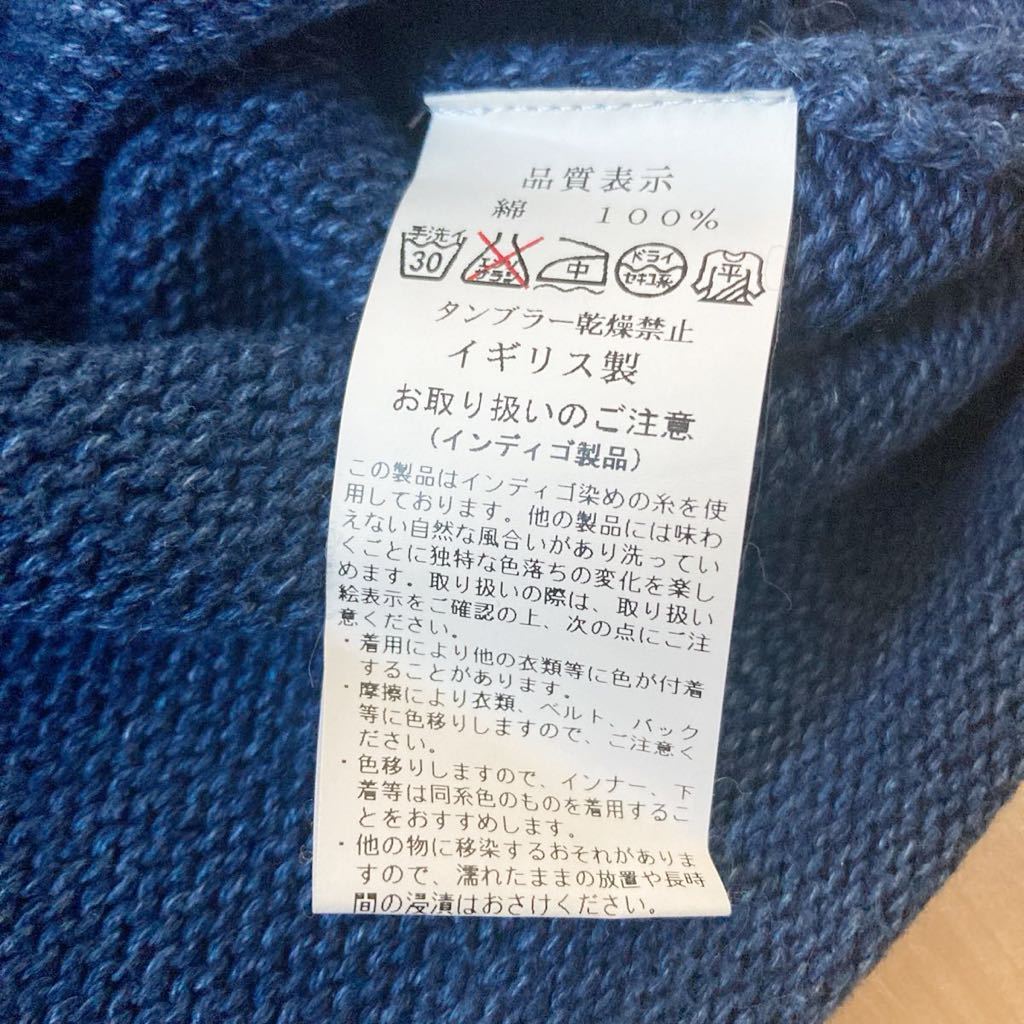 品質表示
綿 100%
手洗イ 30 エンソ サラシ 中 ドライ セキユ系 平
タンブラー乾燥禁止
イギリス製
お取り扱いのご注意
(インディゴ製品)
この製品はインディゴ染めの糸を使
用しております。他の製品には味わ
えない自然な風合いがあり洗ってい
くごとに独特な色落ちの変化を楽し
めます。取り扱いの際は、取り扱い
絵表示をご確認の上、次の点にご注
意ください。
・着用により他の衣類等に色が付着
することがあります。
・摩擦により衣類、ベルト、バック
等に色移りしますので、ご注意く
ださい。
・色移りしますので、インナー、下
着等は同系色のものを着用するこ
とをおすすめします。
・他の物に移染するおそれがありま
すので、濡れたままの放置や長時
間の浸漬はおさけください。